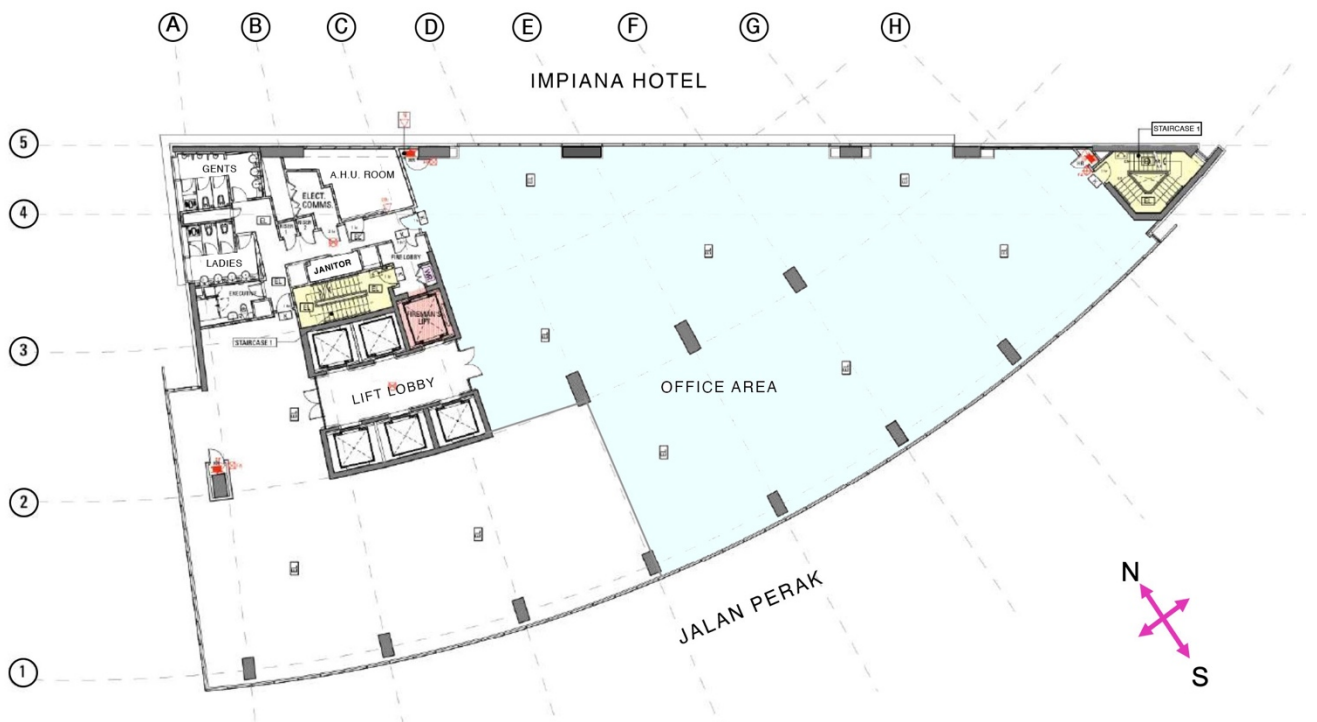 A B C D E F G H
IMPIANA HOTEL
5
STAIRCASE 1
GENTS
A.H.U. ROOM
4
ELECT.
COMMS.
LADIES
JANITOR
FIRE LOBBY
EXECUTIVE
FIREMAN'S
LIFT
STAIRCASE 1
3
LIFT LOBBY
OFFICE AREA
2
JALAN PERAK
N
S
1